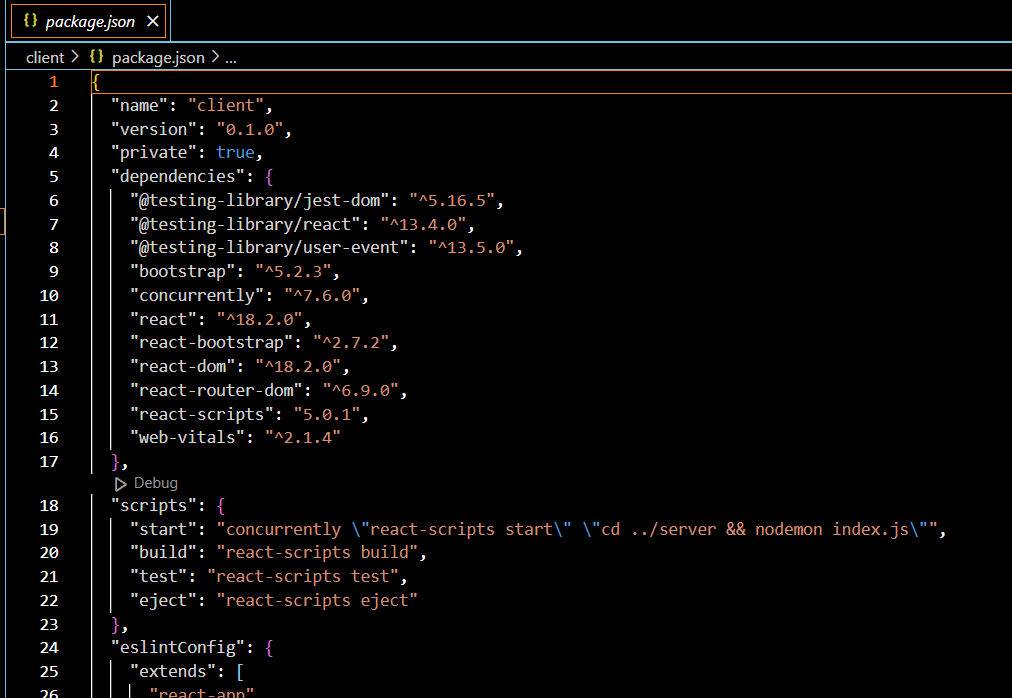 {} package.json ×
client > {} package.json > ...
1 {
2 "name": "client",
3 "version": "0.1.0",
4 "private": true,
5 "dependencies": {
6 "@testing-library/jest-dom": "^5.16.5",
7 "@testing-library/react": "^13.4.0",
8 "@testing-library/user-event": "^13.5.0",
9 "bootstrap": "^5.2.3",
10 "concurrently": "^7.6.0",
11 "react": "^18.2.0",
12 "react-bootstrap": "^2.7.2",
13 "react-dom": "^18.2.0",
14 "react-router-dom": "^6.9.0",
15 "react-scripts": "5.0.1",
16 "web-vitals": "^2.1.4"
17 },
Debug
18 "scripts": {
19 "start": "concurrently \"react-scripts start\" \"cd ../server && nodemon index.js\"",
20 "build": "react-scripts build",
21 "test": "react-scripts test",
22 "eject": "react-scripts eject"
23 },
24 "eslintConfig": {
25 "extends": [
26 "react-app"